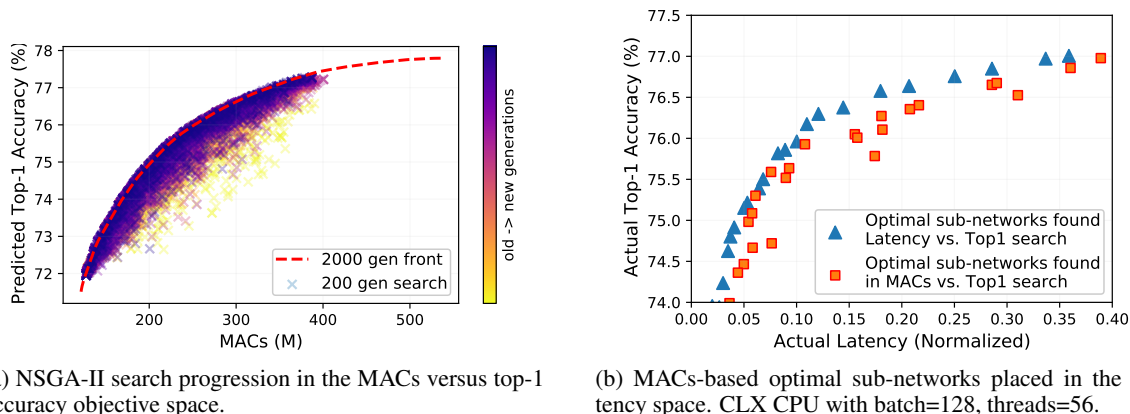 78
77
76
75
74
73
72
Predicted Top-1 Accuracy (%)
200
300
400
500
MACs (M)
2000 gen front
200 gen search
old -> new generations
77.5
77.0
76.5
76.0
75.5
75.0
74.5
74.0
Actual Top-1 Accuracy (%)
0.00
0.05
0.10
0.15
0.20
0.25
0.30
0.35
0.40
Actual Latency (Normalized)
Optimal sub-networks found
Latency vs. Top1 search
Optimal sub-networks found
in MACs vs. Top1 search
) NSGA-II search progression in the MACs versus top-1
ccuracy objective space.
(b) MACs-based optimal sub-networks placed in the
tency space. CLX CPU with batch=128, threads=56.